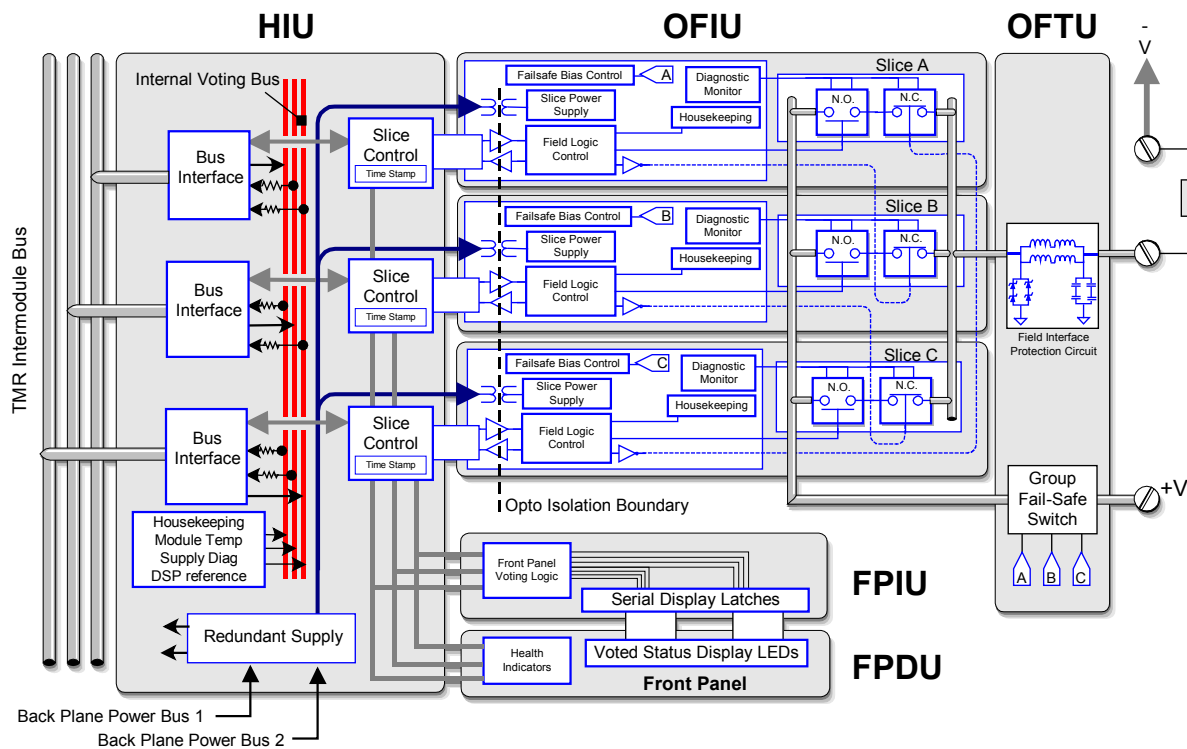 HIU
OFIU
OFTU
-
V
Internal Voting Bus
TMR Intermodule Bus
Bus
Interface
Slice
Control
Time Stamp
Failsafe Bias Control
A
Slice Power
Supply
Field Logic
Control
Diagnostic
Monitor
Housekeeping
Slice A
N.O.
N.C.
Bus
Interface
Slice
Control
Time Stamp
Failsafe Bias Control
B
Slice Power
Supply
Field Logic
Control
Diagnostic
Monitor
Housekeeping
Slice B
N.O.
N.C.
Field Interface
Protection Circuit
Bus
Interface
Slice
Control
Time Stamp
Failsafe Bias Control
C
Slice Power
Supply
Field Logic
Control
Diagnostic
Monitor
Housekeeping
Slice C
N.O.
N.C.
Opto Isolation Boundary
Group
Fail-Safe
Switch
+V
A
B
C
Housekeeping
Module Temp
Supply Diag
DSP reference
Front Panel
Voting Logic
Serial Display Latches
FPIU
Redundant Supply
Health
Indicators
Voted Status Display LEDs
Front Panel
FPDU
Back Plane Power Bus 1
Back Plane Power Bus 2